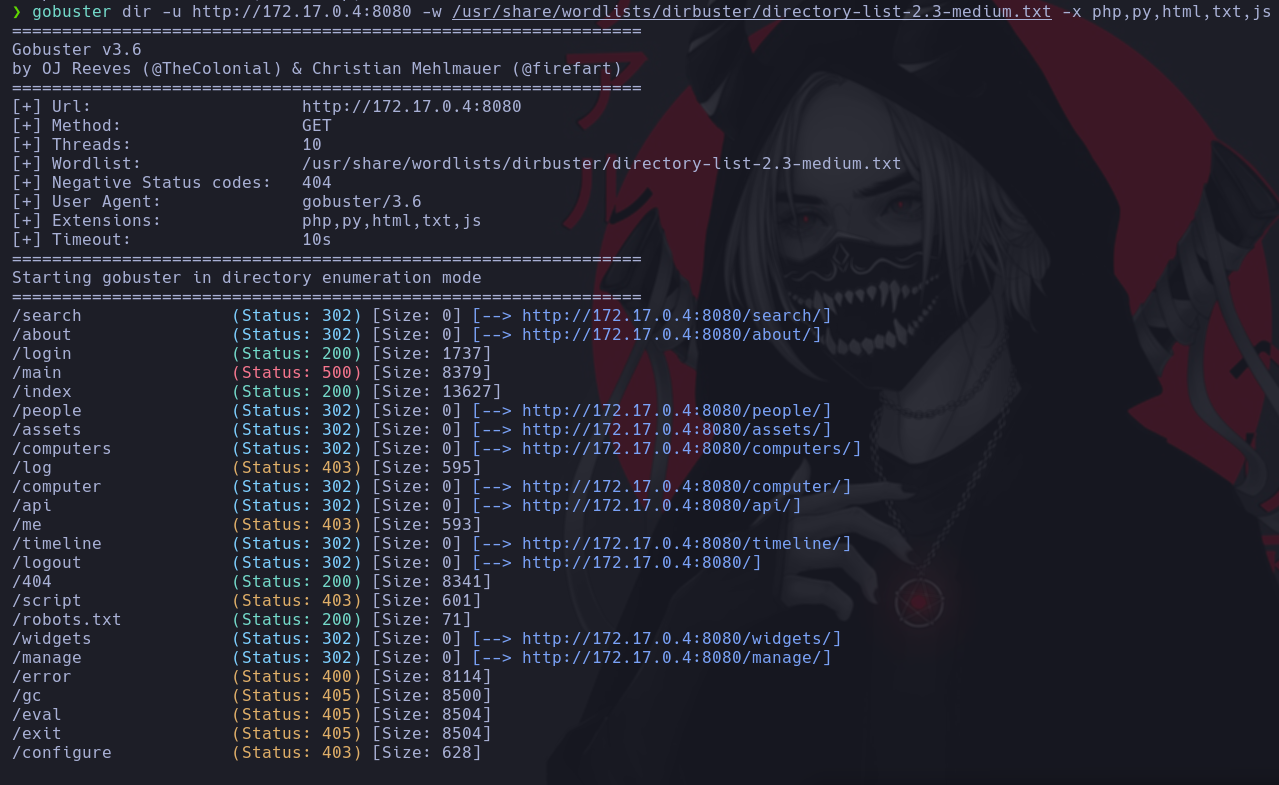 ❯ gobuster dir -u http://172.17.0.4:8080 -w /usr/share/wordlists/dirbuster/directory-list-2.3-medium.txt -x php,py,html,txt,js
===============================================================
Gobuster v3.6
by OJ Reeves (@TheColonial) & Christian Mehlmauer (@firefart)
===============================================================
[+] Url:                     http://172.17.0.4:8080
[+] Method:                  GET
[+] Threads:                 10
[+] Wordlist:                /usr/share/wordlists/dirbuster/directory-list-2.3-medium.txt
[+] Negative Status codes:   404
[+] User Agent:              gobuster/3.6
[+] Extensions:              php,py,html,txt,js
[+] Timeout:                 10s
===============================================================
Starting gobuster in directory enumeration mode
===============================================================
/search               (Status: 302) [Size: 0] [--> http://172.17.0.4:8080/search/]
/about                (Status: 302) [Size: 0] [--> http://172.17.0.4:8080/about/]
/login                (Status: 200) [Size: 1737]
/main                 (Status: 500) [Size: 8379]
/index                (Status: 200) [Size: 13627]
/people               (Status: 302) [Size: 0] [--> http://172.17.0.4:8080/people/]
/assets               (Status: 302) [Size: 0] [--> http://172.17.0.4:8080/assets/]
/computers            (Status: 302) [Size: 0] [--> http://172.17.0.4:8080/computers/]
/log                  (Status: 403) [Size: 595]
/computer             (Status: 302) [Size: 0] [--> http://172.17.0.4:8080/computer/]
/api                  (Status: 302) [Size: 0] [--> http://172.17.0.4:8080/api/]
/me                   (Status: 403) [Size: 593]
/timeline             (Status: 302) [Size: 0] [--> http://172.17.0.4:8080/timeline/]
/logout               (Status: 302) [Size: 0] [--> http://172.17.0.4:8080/]
/404                  (Status: 200) [Size: 8341]
/script               (Status: 403) [Size: 601]
/robots.txt           (Status: 200) [Size: 71]
/widgets              (Status: 302) [Size: 0] [--> http://172.17.0.4:8080/widgets/]
/manage               (Status: 302) [Size: 0] [--> http://172.17.0.4:8080/manage/]
/error                (Status: 400) [Size: 8114]
/gc                   (Status: 405) [Size: 8500]
/eval                 (Status: 405) [Size: 8504]
/exit                 (Status: 405) [Size: 8504]
/configure            (Status: 403) [Size: 628]